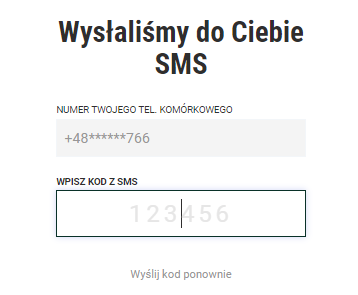 Wysłaliśmy do Ciebie
SMS
NUMER TWOJEGO TEL. KOMÓRKOWEGO
+48******766
WPISZ KOD Z SMS
123456
Wyślij kod ponownie